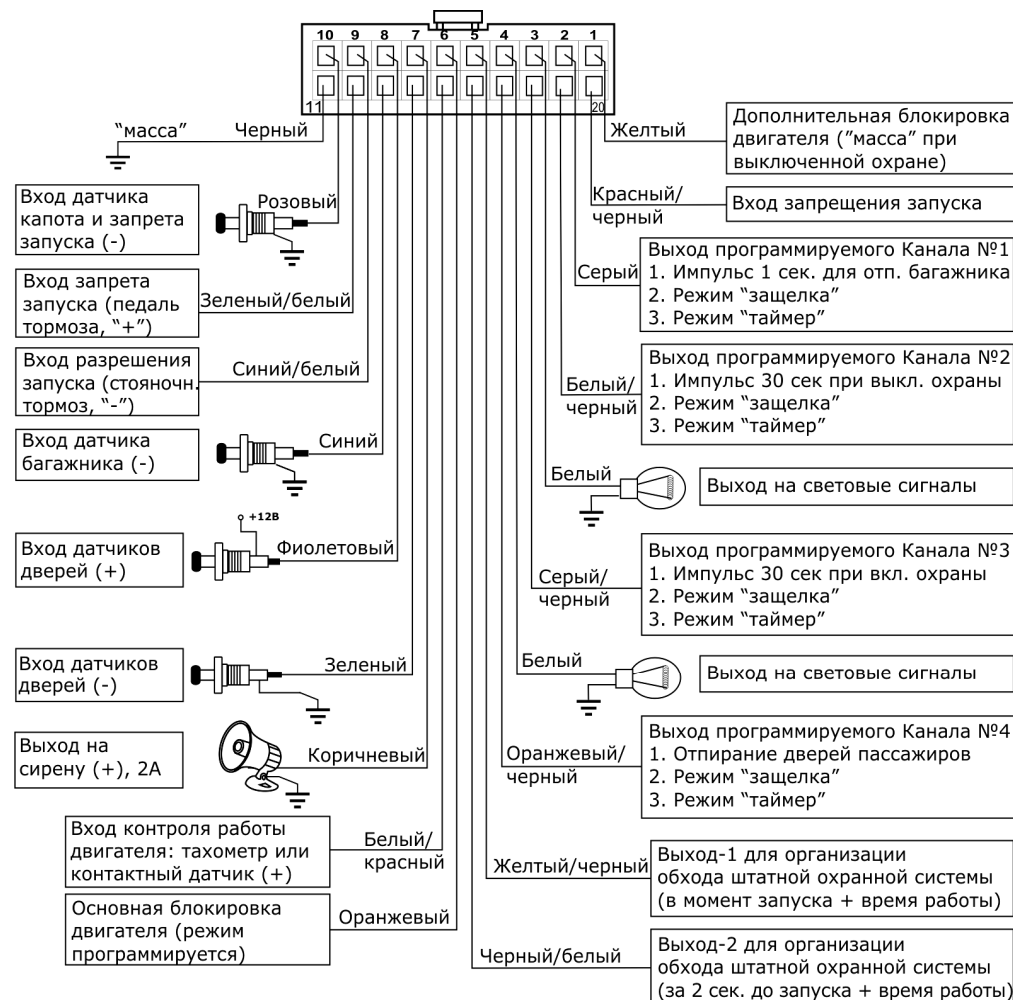 10 9 8 7 6 5 4 3 2 1
11 20
“масса”
Черный
Розовый
Вход датчика
капота и запрета
запуска (-)
Зеленый/белый
Вход запрета
запуска (педаль
тормоза, “+”)
Синий/белый
Вход разрешения
запуска (стояночн.
тормоз, “-”)
Синий
Вход датчика
багажника (-)
+12В
Фиолетовый
Вход датчиков
дверей (+)
Зеленый
Вход датчиков
дверей (-)
Коричневый
Выход на
сирену (+), 2А
Белый/
красный
Вход контроля работы
двигателя: тахометр или
контактный датчик (+)
Оранжевый
Основная блокировка
двигателя (режим
программируется)
Желтый
Дополнительная блокировка
двигателя (”масса” при
выключенной охране)
Красный/
черный
Вход запрещения запуска
Серый
Выход программируемого Канала №1
1. Импульс 1 сек. для отп. багажника
2. Режим “защелка”
3. Режим “таймер”
Белый/
черный
Выход программируемого Канала №2
1. Импульс 30 сек при выкл. охраны
2. Режим “защелка”
3. Режим “таймер”
Белый
Выход на световые сигналы
Серый/
черный
Выход программируемого Канала №3
1. Импульс 30 сек при вкл. охраны
2. Режим “защелка”
3. Режим “таймер”
Белый
Выход на световые сигналы
Оранжевый/
черный
Выход программируемого Канала №4
1. Отпирание дверей пассажиров
2. Режим “защелка”
3. Режим “таймер”
Желтый/черный
Выход-1 для организации
обхода штатной охранной системы
(в момент запуска + время работы)
Черный/белый
Выход-2 для организации
обхода штатной охранной системы
(за 2 сек. до запуска + время работы)